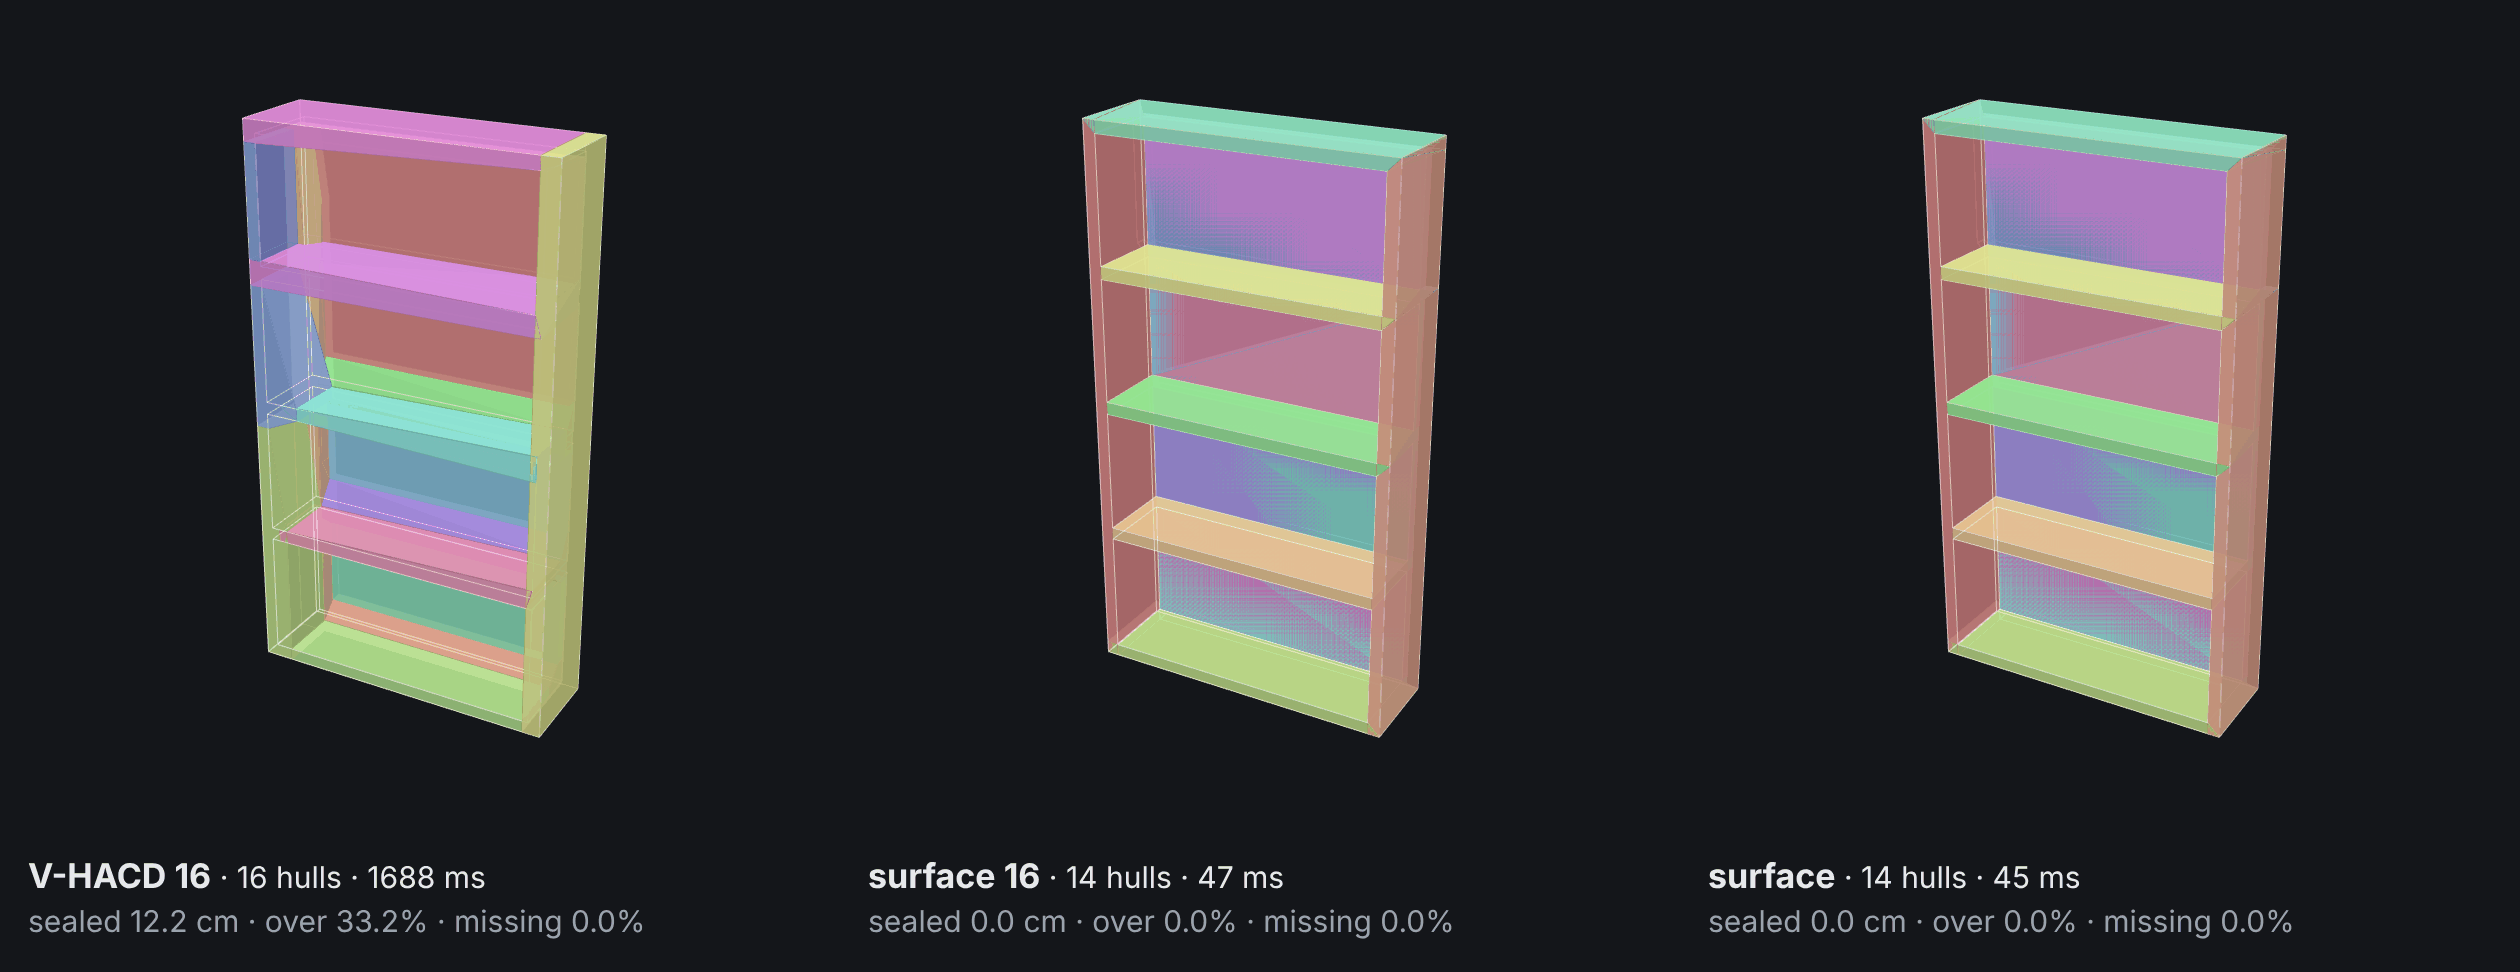 V-HACD 16 · 16 hulls · 1688 ms
sealed 12.2 cm · over 33.2% · missing 0.0%
surface 16 · 14 hulls · 47 ms
sealed 0.0 cm · over 0.0% · missing 0.0%
surface · 14 hulls · 45 ms
sealed 0.0 cm · over 0.0% · missing 0.0%